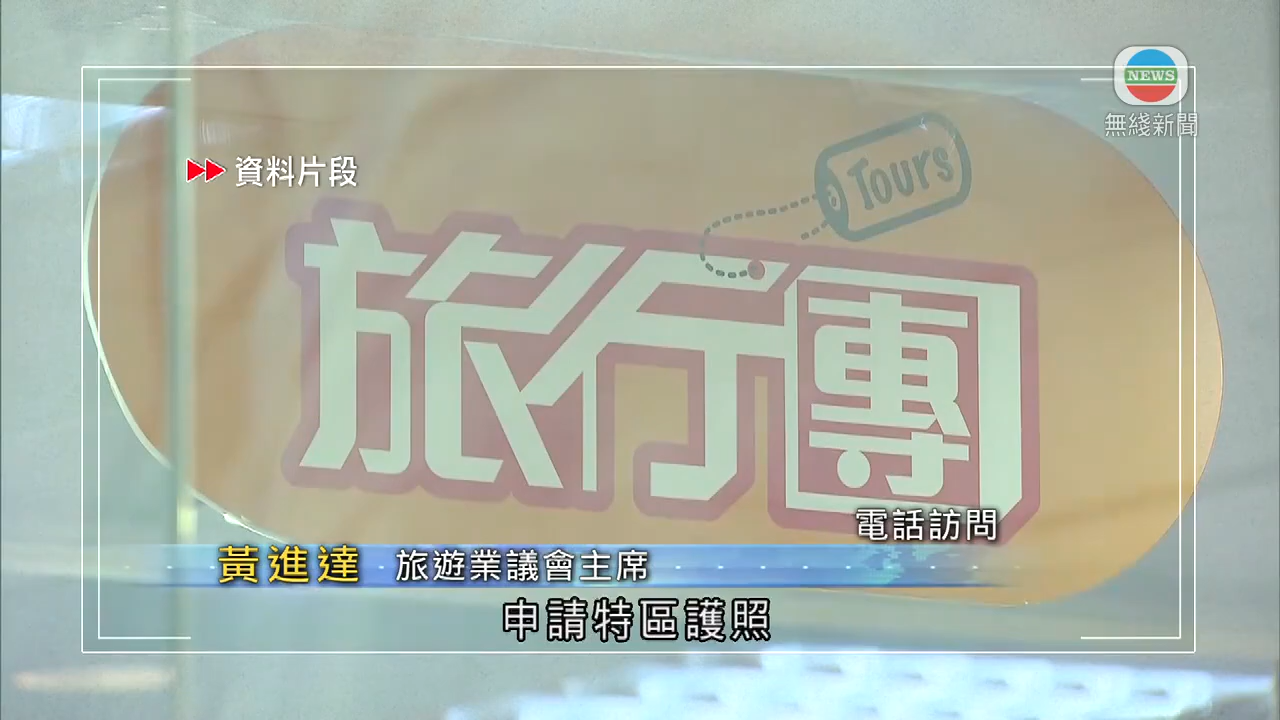 NEWS
無綫新聞
資料片段
Tours
旅行團
電話訪問
黃進達 旅遊業議會主席
申請特區護照